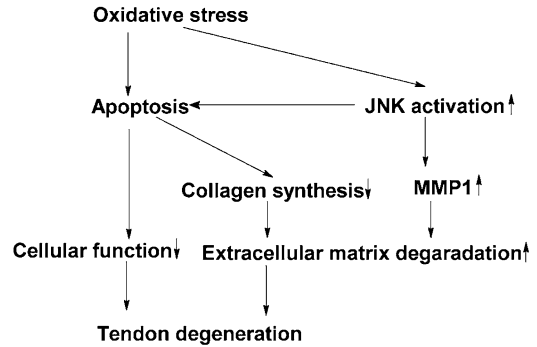 Oxidative stress
Apoptosis
JNK activation↑
Collagen synthesis↓
MMP1↑
Cellular function↓
Extracellular matrix degaradation↑
Tendon degeneration